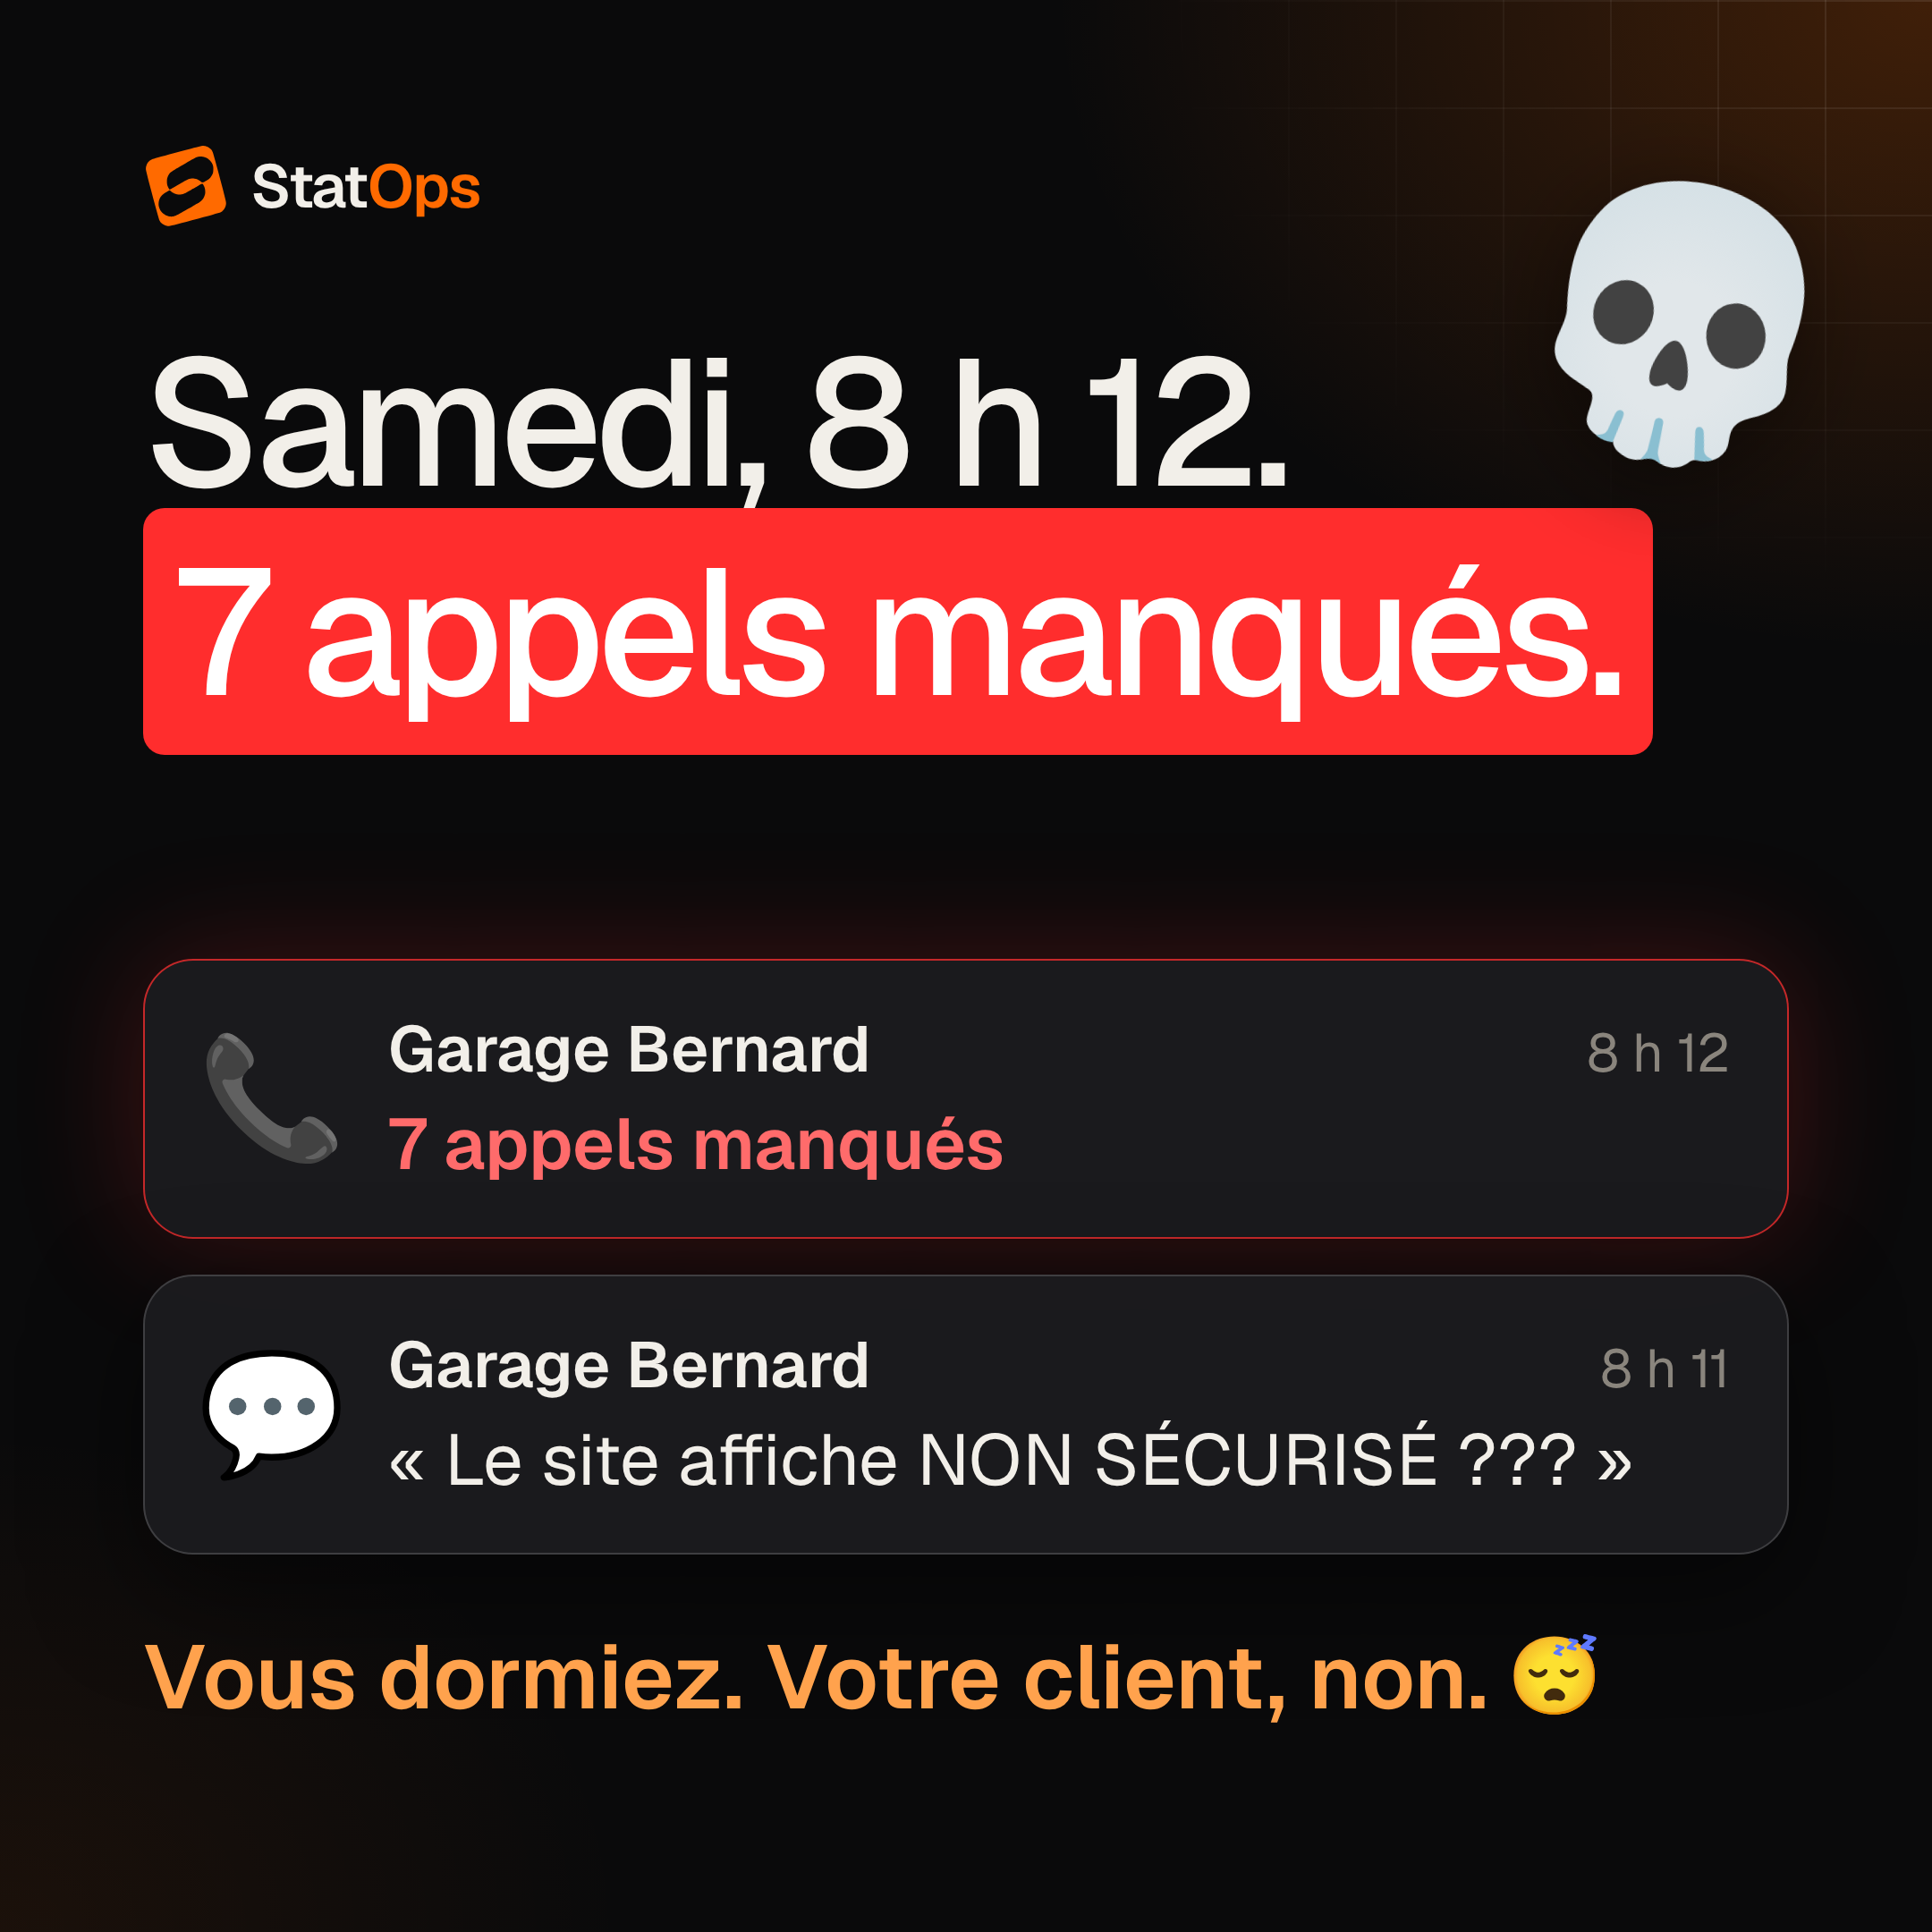 StatOps
Samedi, 8 h 12.
7 appels manqués.
Garage Bernard
8 h 12
7 appels manqués
Garage Bernard
8 h 11
« Le site affiche NON SÉCURISÉ ??? »
Vous dormiez. Votre client, non. 😴